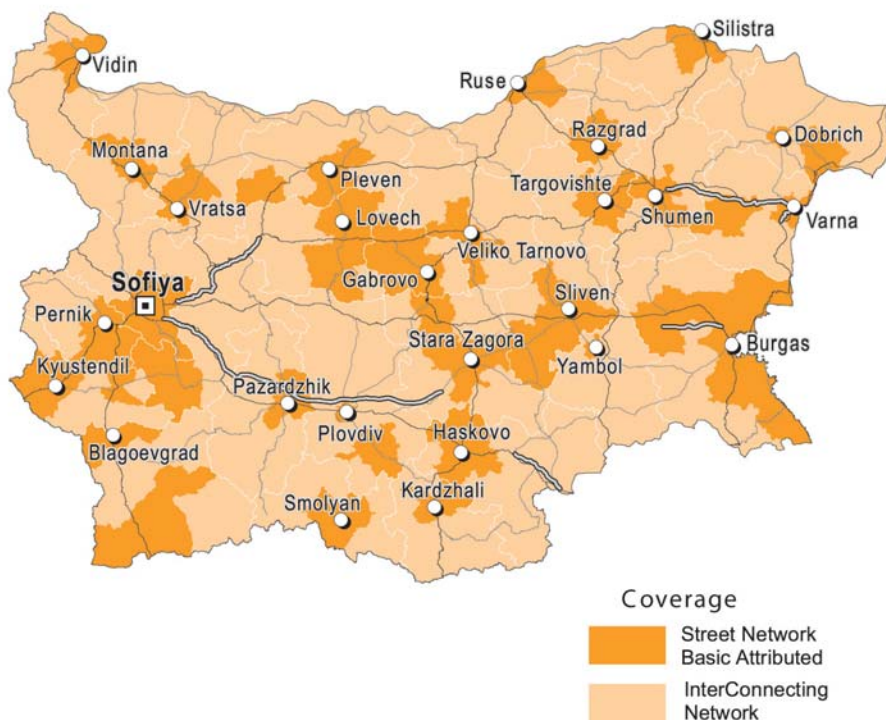 Silistra
Vidin
Ruse
Razgrad
Dobrich
Montana
Pleven
Targovishte
Vratsa
Lovech
Shumen
Varna
Veliko Tarnovo
Gabrovo
Sofiya
Sliven
Pernik
Stara Zagora
Burgas
Yambol
Kyustendil
Pazardzhik
Plovdiv
Haskovo
Blagoevgrad
Kardzhali
Smolyan
Coverage
Street Network
Basic Attributed
InterConnecting
Network